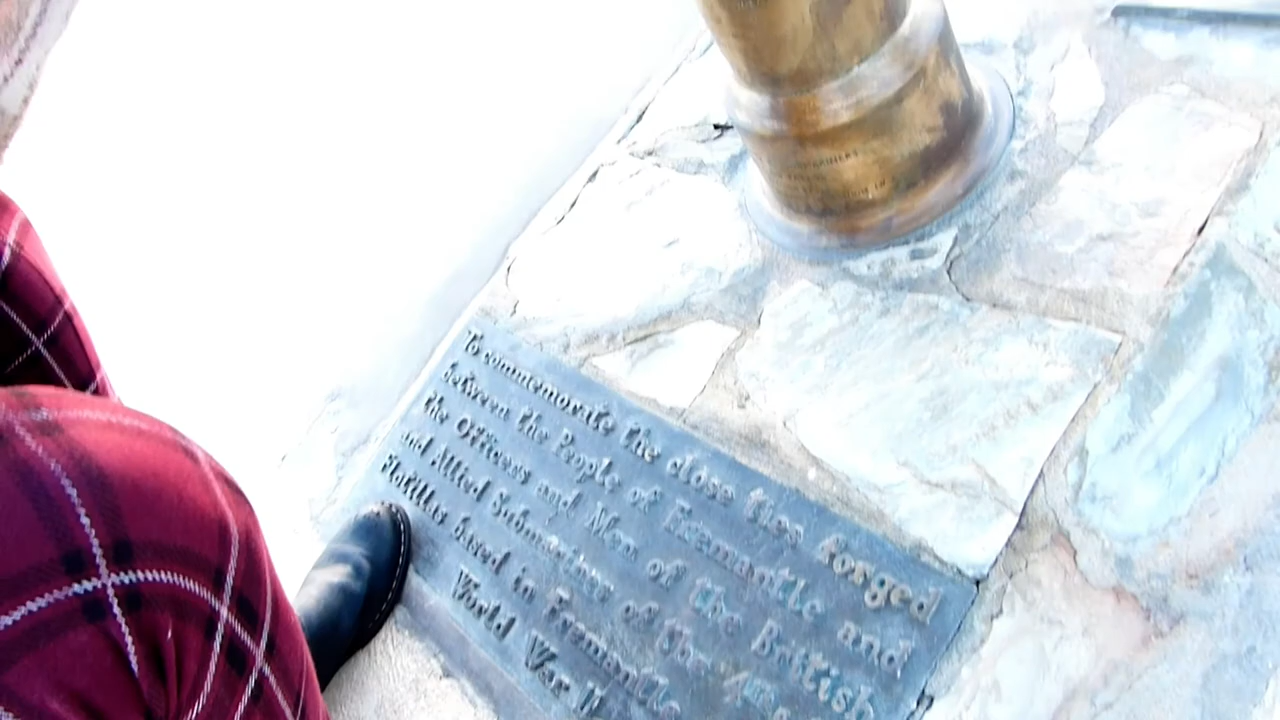 To commemorate the close ties forged
between the People of Fremantle and
the Officers and Men of the British
and Allied Submarines of the 4th
Flotillas based in Fremantle
World War II